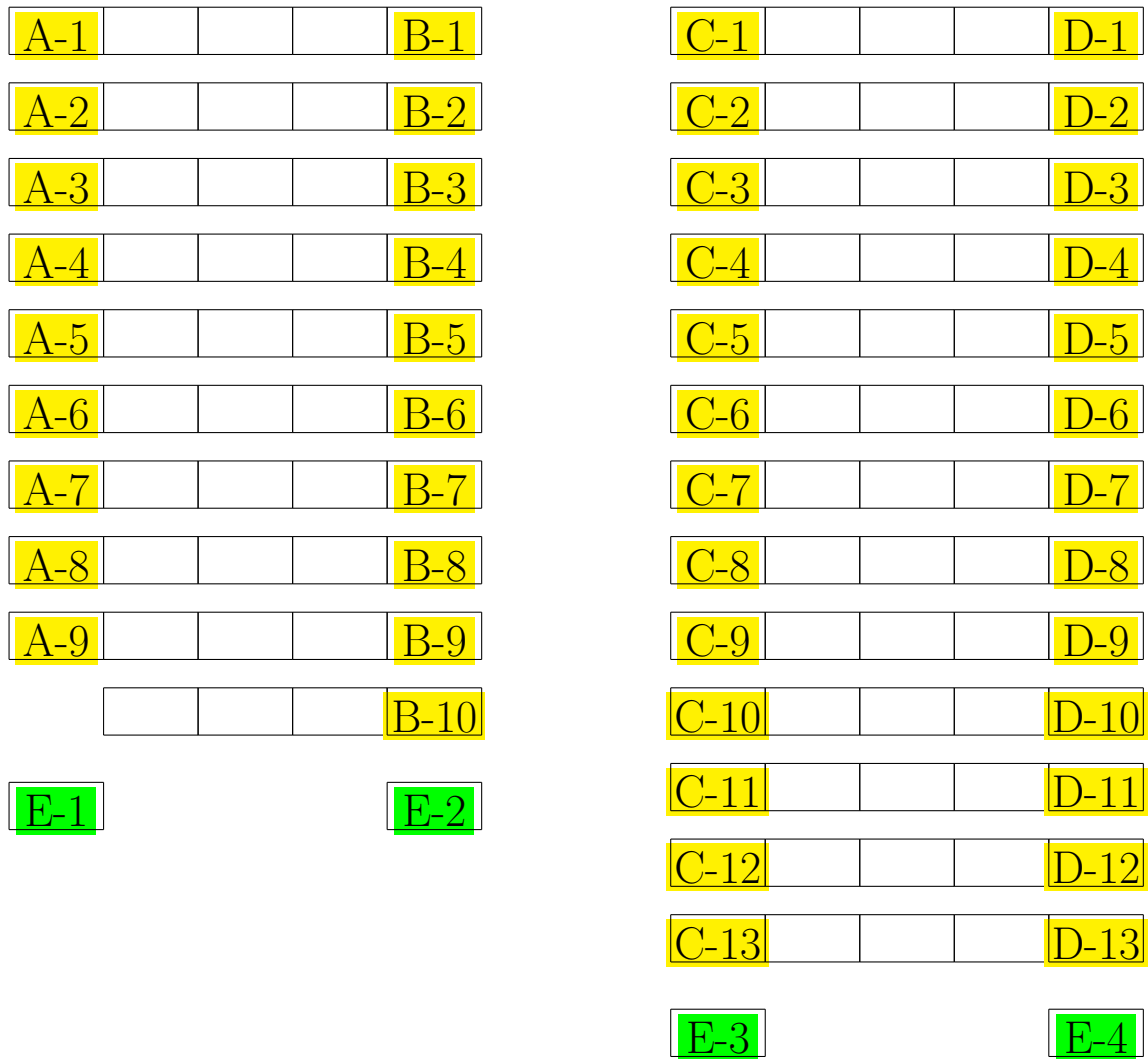 A-1 B-1 C-1 D-1
A-2 B-2 C-2 D-2
A-3 B-3 C-3 D-3
A-4 B-4 C-4 D-4
A-5 B-5 C-5 D-5
A-6 B-6 C-6 D-6
A-7 B-7 C-7 D-7
A-8 B-8 C-8 D-8
A-9 B-9 C-9 D-9
B-10 C-10 D-10
E-1 E-2 C-11 D-11
C-12 D-12
C-13 D-13
E-3 E-4